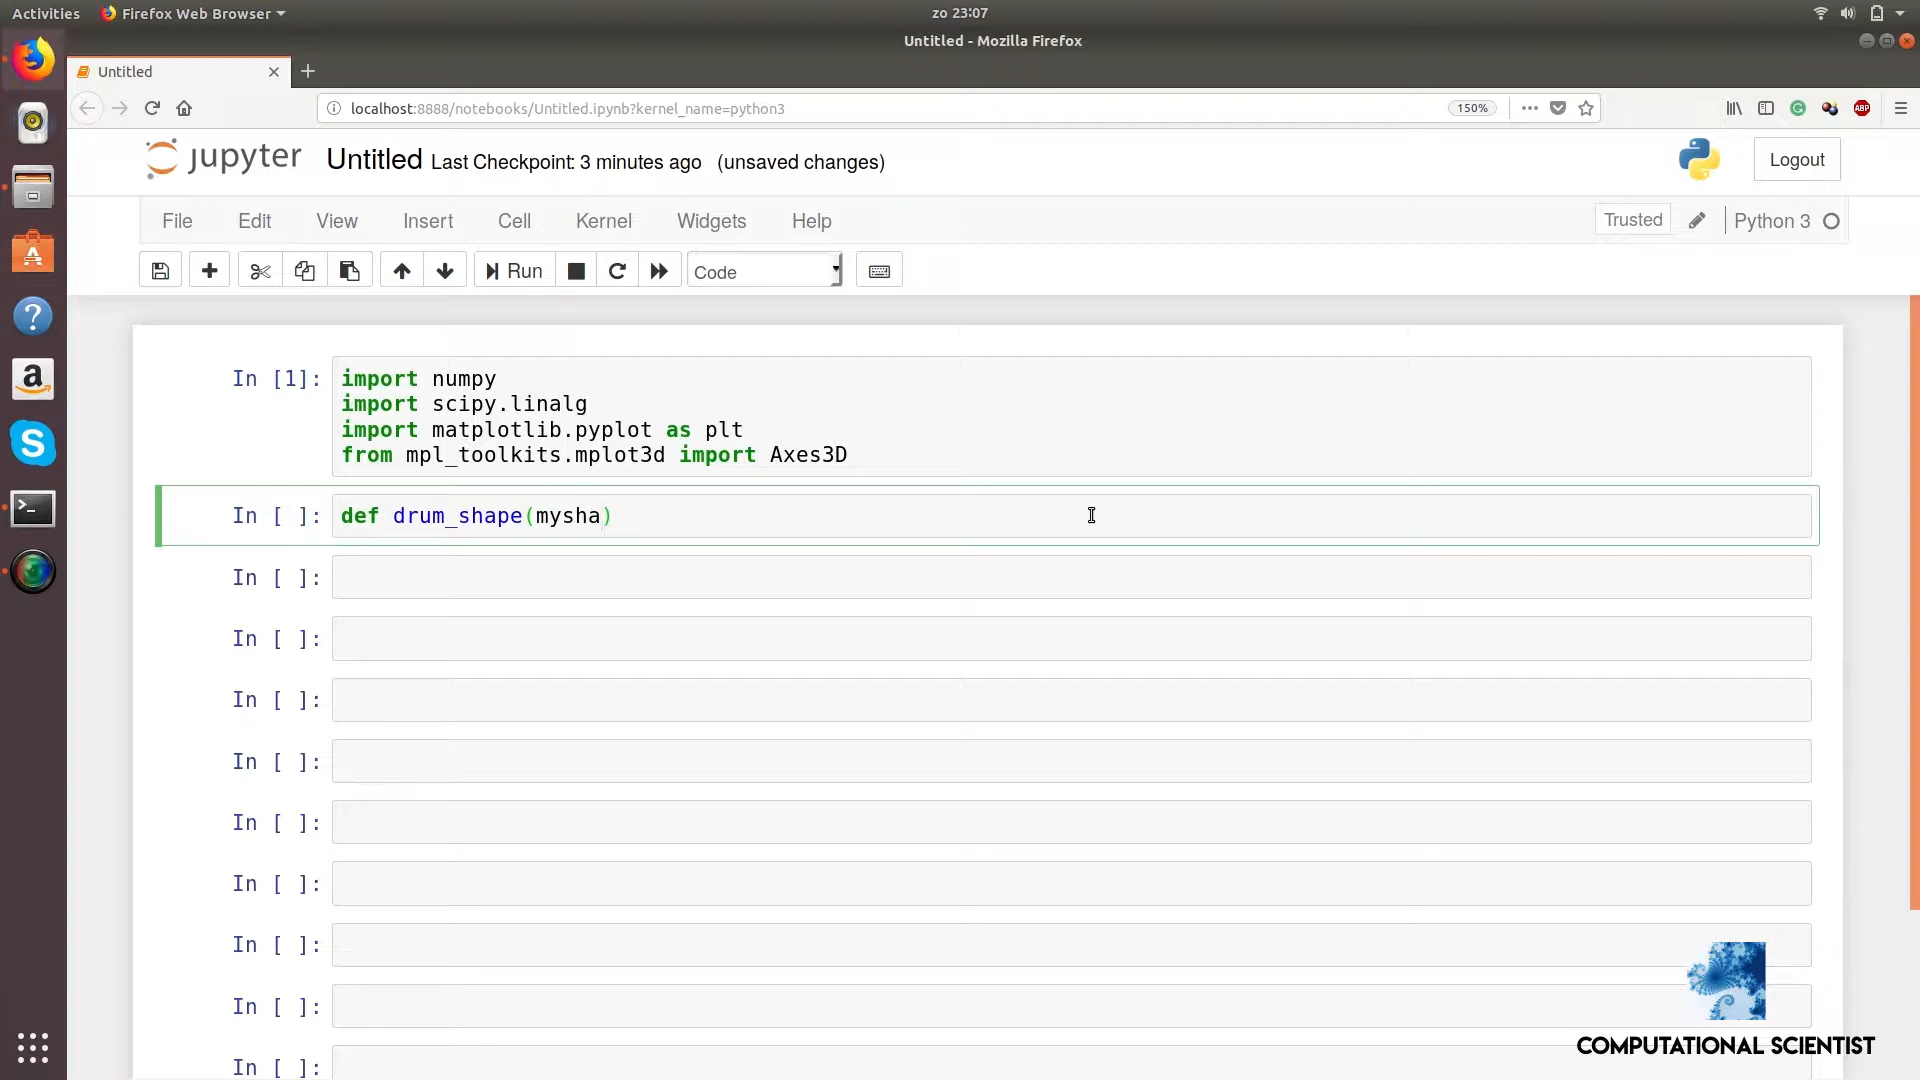 Activities Firefox Web Browser zo 23:07
Untitled - Mozilla Firefox
Untitled
localhost:8888/notebooks/Untitled.ipynb?kernel_name=python3 150% ABP
jupyter Untitled Last Checkpoint: 3 minutes ago (unsaved changes) Logout
File Edit View Insert Cell Kernel Widgets Help Trusted Python 3
Run Code
In [1]: import numpy
import scipy.linalg
import matplotlib.pyplot as plt
from mpl_toolkits.mplot3d import Axes3D
In [ ]: def drum_shape(mysha)
In [ ]:
In [ ]:
In [ ]:
In [ ]:
In [ ]:
In [ ]:
In [ ]:
In [ ]:
In [ ]:
COMPUTATIONAL SCIENTIST